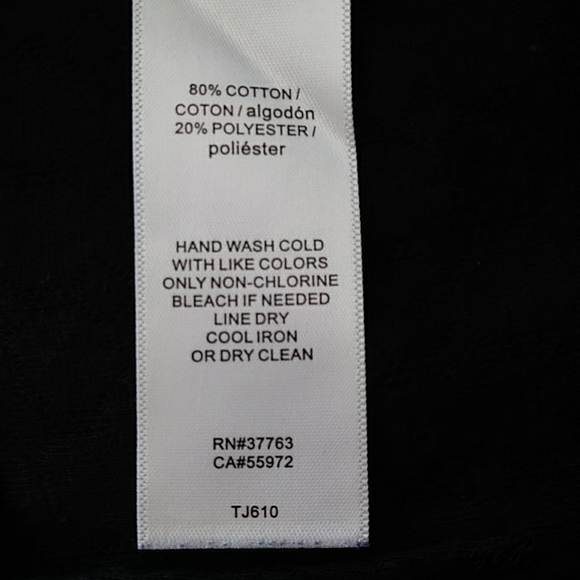 80% COTTON /
COTON / algodón
20% POLYESTER /
poliéster
HAND WASH COLD
WITH LIKE COLORS
ONLY NON-CHLORINE
BLEACH IF NEEDED
LINE DRY
COOL IRON
OR DRY CLEAN
RN#37763
CA#55972
TJ610